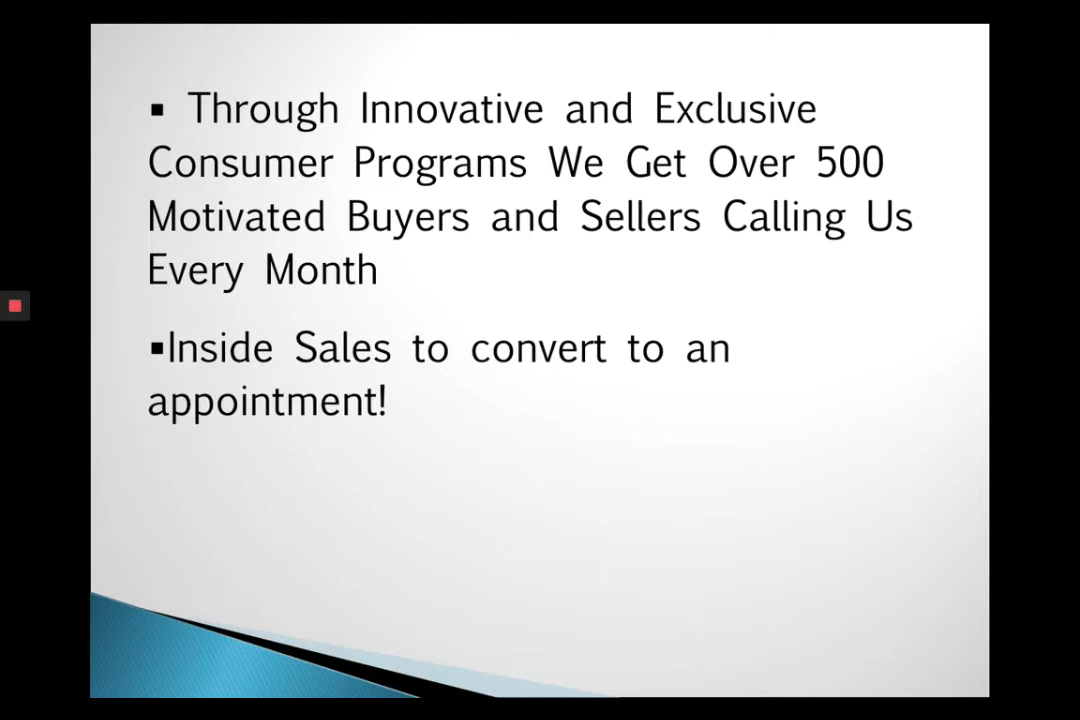 ▪ Through Innovative and Exclusive
Consumer Programs We Get Over 500
Motivated Buyers and Sellers Calling Us
Every Month
▪Inside Sales to convert to an
appointment!